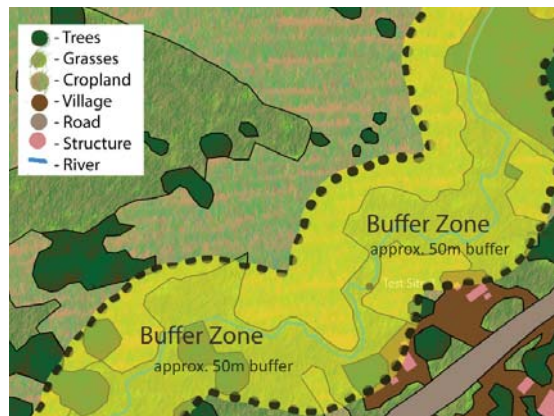 - Trees
- Grasses
- Cropland
- Village
- Road
- Structure
- River
Buffer Zone
approx. 50m buffer
Test Site
Buffer Zone
approx. 50m buffer